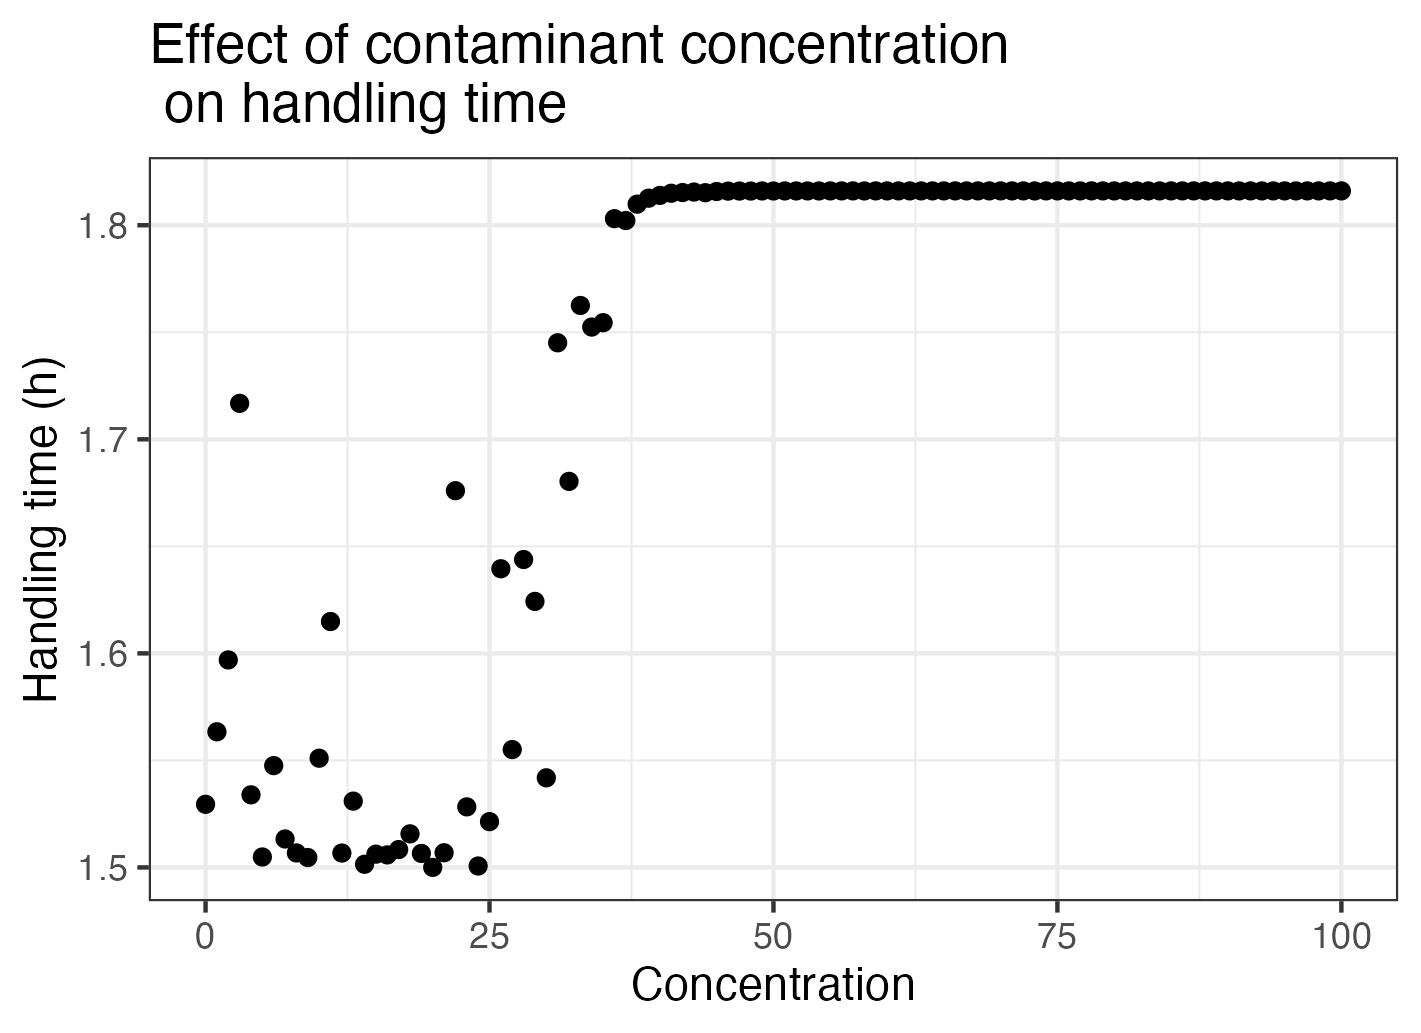 Effect of contaminant concentration
on handling time
1.8
1.7
1.6
1.5
Handling time (h)
0 25 50 75 100
Concentration